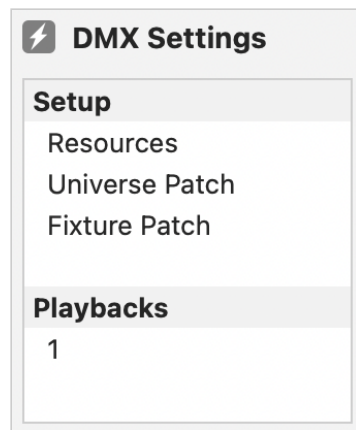 DMX Settings
Setup
Resources
Universe Patch
Fixture Patch
Playbacks
1